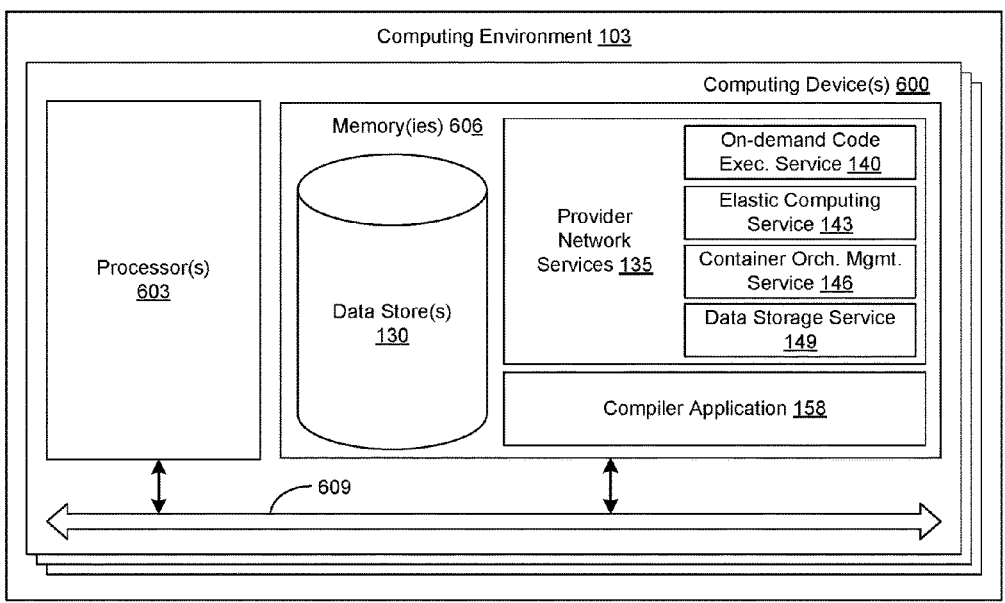 Computing Environment 103
Computing Device(s) 600
Processor(s)
603
Memory(ies) 606
Data Store(s)
130
Provider
Network
Services 135
On-demand Code
Exec. Service 140
Elastic Computing
Service 143
Container Orch. Mgmt.
Service 146
Data Storage Service
149
Compiler Application 158
609